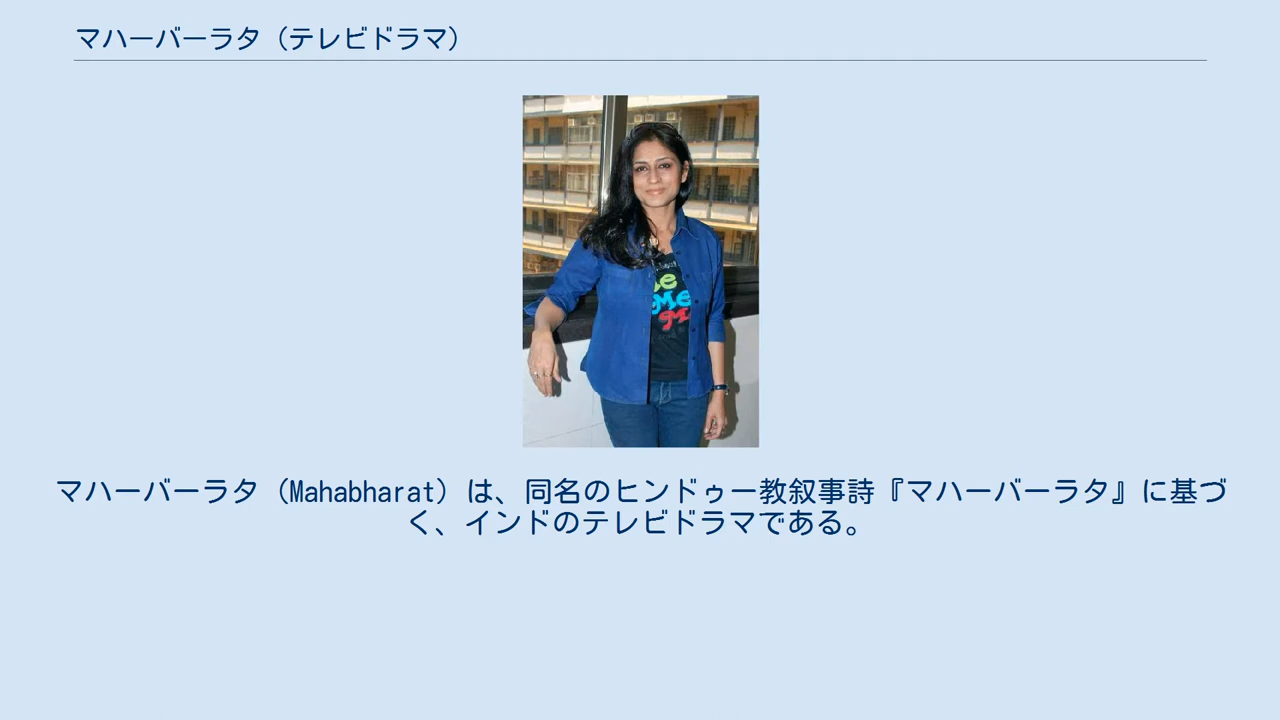 マハーバーラタ（テレビドラマ）
Me
マハーバーラタ（Mahabharat）は、同名のヒンドゥー教叙事詩『マハーバーラタ』に基づ
く、インドのテレビドラマである。